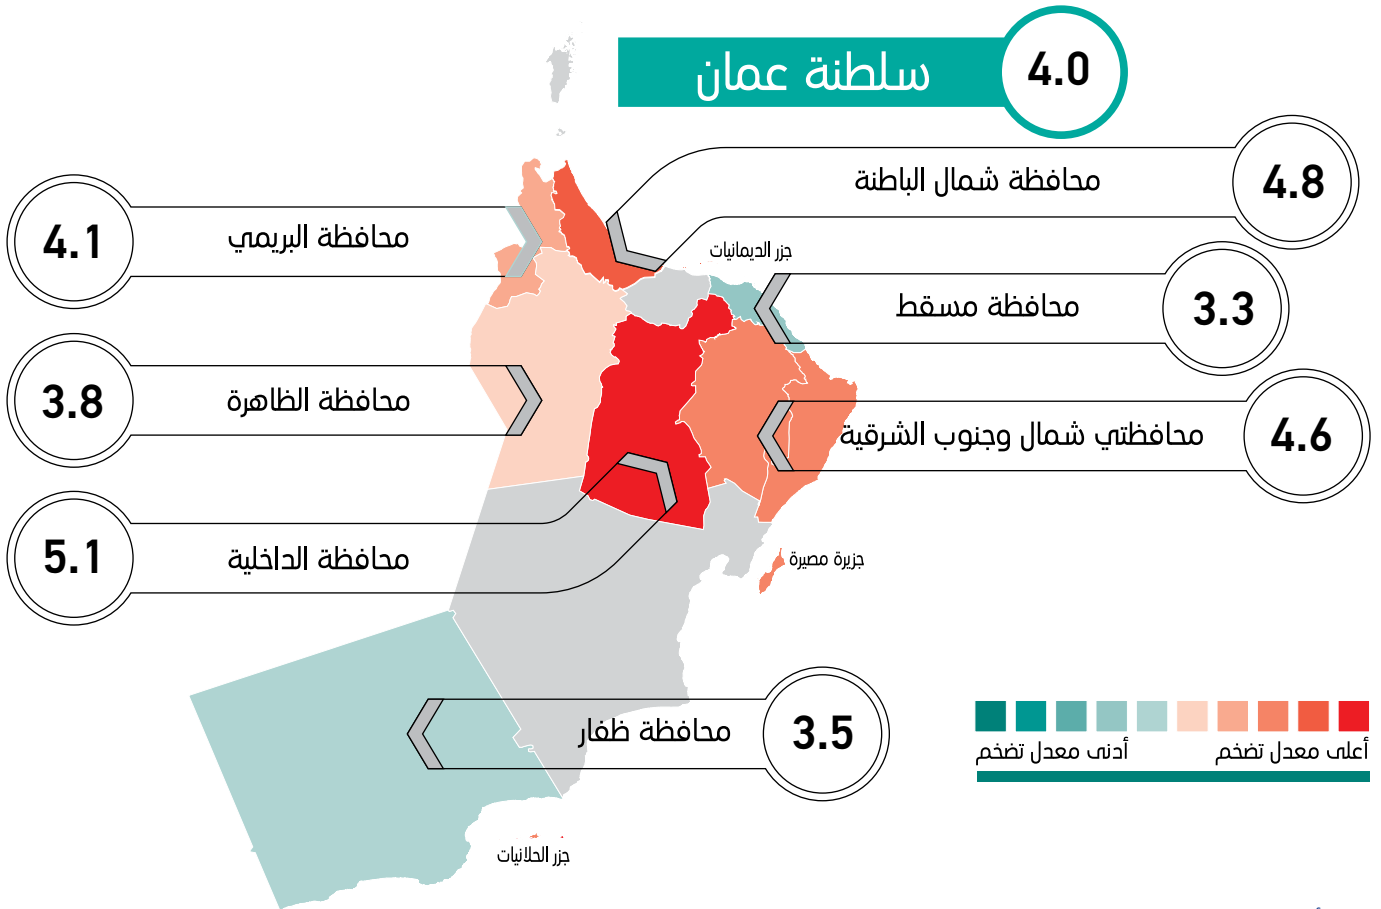 سلطنة عمان
4.0
محافظة شمال الباطنة
4.8
محافظة البريمي
4.1
جزر الديمانيات
محافظة مسقط
3.3
محافظة الظاهرة
3.8
محافظتي شمال وجنوب الشرقية
4.6
محافظة الداخلية
5.1
جزيرة مصيرة
محافظة ظفار
3.5
أعلى معدل تضخم
أدنى معدل تضخم
جزر الحلانيات